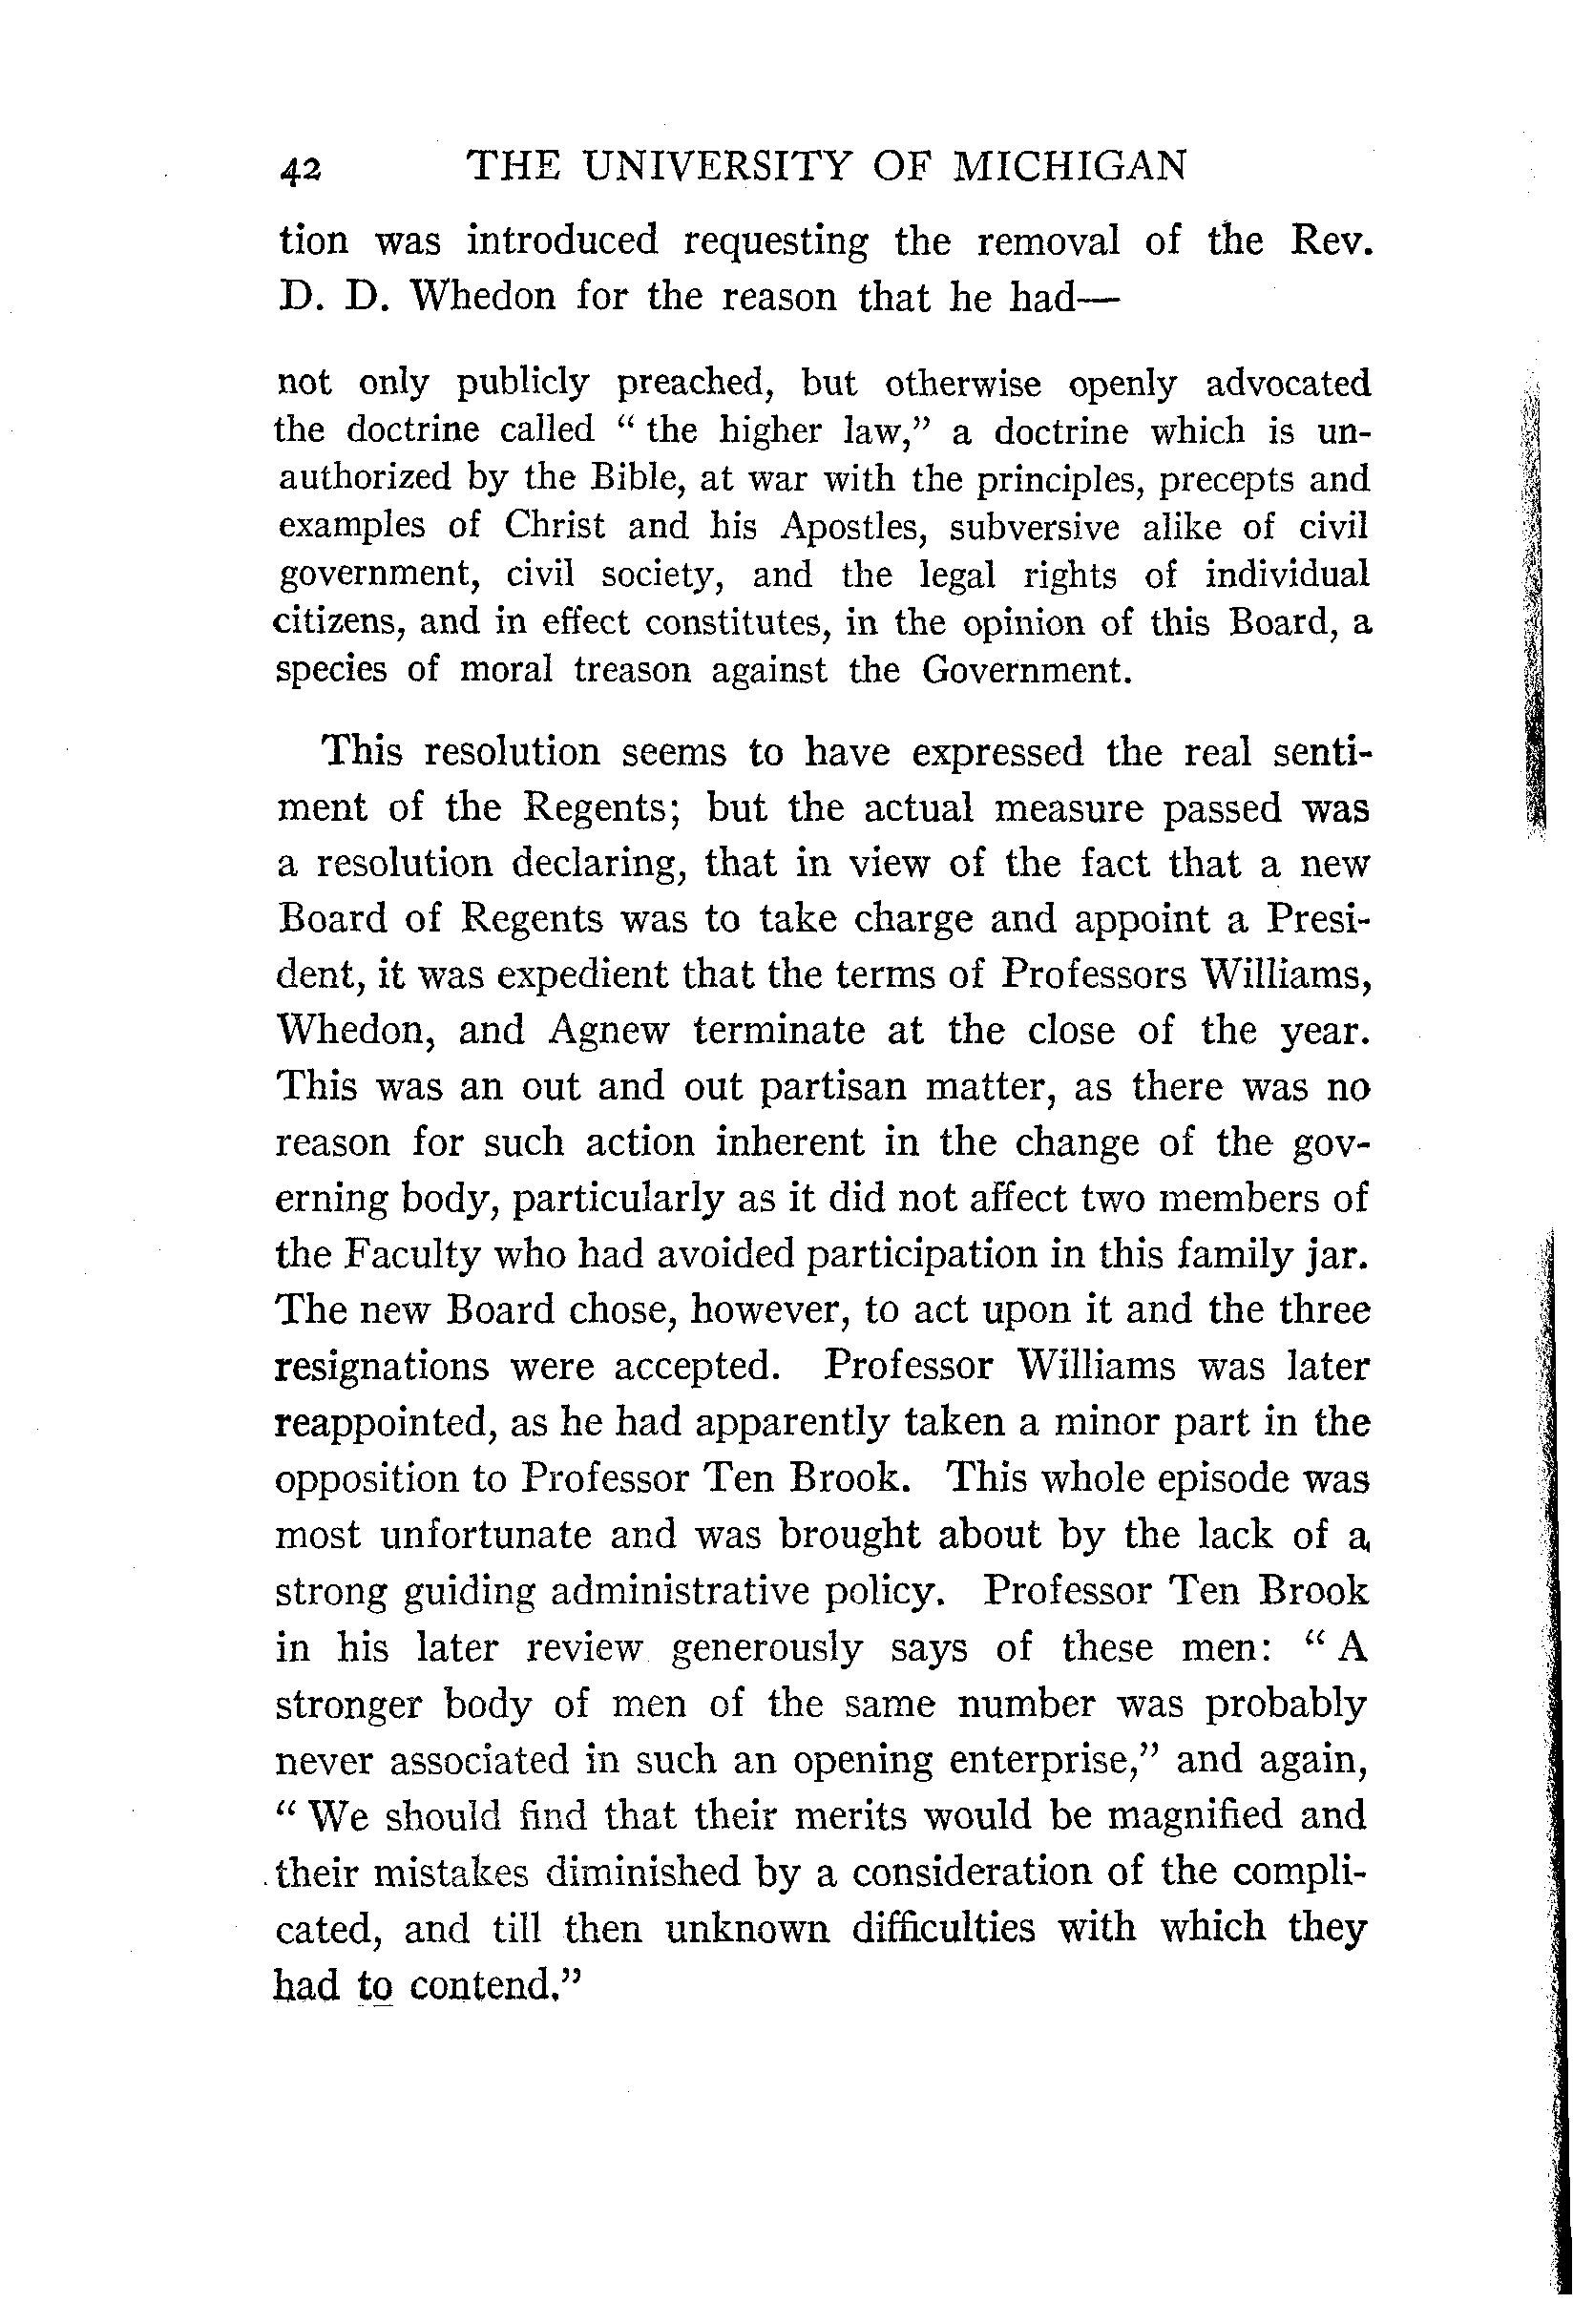 42 THE UNIVERSITY OF MICHIGAN
tion was introduced requesting the removal of the Rev.
D. D. Whedon for the reason that he had—
not only publicly preached, but otherwise openly advocated
the doctrine called “ the higher law,” a doctrine which is un-
authorized by the Bible, at war with the principles, precepts and
examples of Christ and his Apostles, subversive alike of civil
government, civil society, and the legal rights of individual
citizens, and in effect constitutes, in the opinion of this Board, a
species of moral treason against the Government.
This resolution seems to have expressed the real senti-
ment of the Regents; but the actual measure passed was
a resolution declaring, that in view of the fact that a new
Board of Regents was to take charge and appoint a Presi-
dent, it was expedient that the terms of Professors Williams,
Whedon, and Agnew terminate at the close of the year.
This was an out and out partisan matter, as there was no
reason for such action inherent in the change of the gov-
erning body, particularly as it did not affect two members of
the Faculty who had avoided participation in this family jar.
The new Board chose, however, to act upon it and the three
resignations were accepted. Professor Williams was later
reappointed, as he had apparently taken a minor part in the
opposition to Professor Ten Brook. This whole episode was
most unfortunate and was brought about by the lack of a
strong guiding administrative policy. Professor Ten Brook
in his later review generously says of these men: “ A
stronger body of men of the same number was probably
never associated in such an opening enterprise,” and again,
“ We should find that their merits would be magnified and
their mistakes diminished by a consideration of the compli-
cated, and till then unknown difficulties with which they
had to contend.”